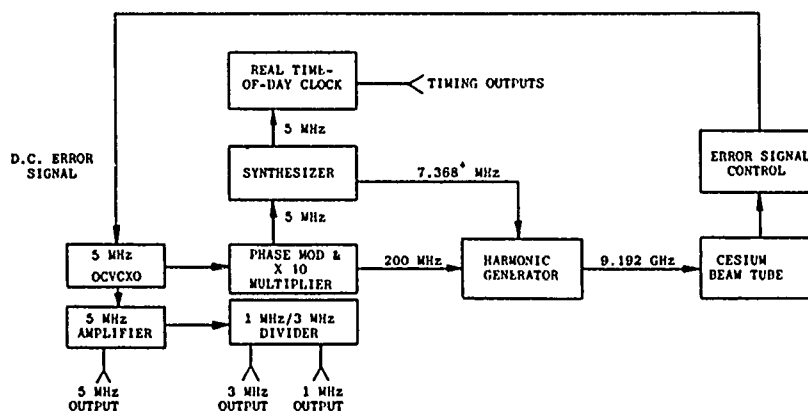 REAL TIME-
OF-DAY CLOCK
TIMING OUTPUTS
5 MHz
D.C. ERROR
SIGNAL
SYNTHESIZER
7.368+ MHz
ERROR SIGNAL
CONTROL
5 MHz
5 MHz
OCVCXO
PHASE MOD &
X 10
MULTIPLIER
200 MHz
HARMONIC
GENERATOR
9.192 GHz
CESIUM
BEAM TUBE
5 MHz
AMPLIFIER
1 MHz/3 MHz
DIVIDER
5 MHz
OUTPUT
3 MHz
OUTPUT
1 MHz
OUTPUT